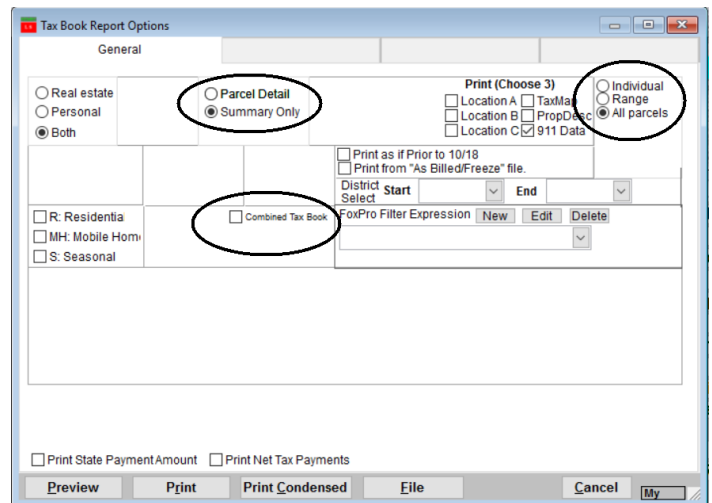 Tax Book Report Options
General
Real estate
Personal
Both
Parcel Detail
Summary Only
Print (Choose 3)
Location A TaxMap
Location B PropDesc
Location C 911 Data
Individual
Range
All parcels
Print as if Prior to 10/18
Print from "As Billed/Freeze" file.
District Select Start End
R: Residentia
MH: Mobile Hom
S: Seasonal
Combined Tax Book
FoxPro Filter Expression New Edit Delete
Print State Payment Amount Print Net Tax Payments
Preview Print Print Condensed File Cancel My